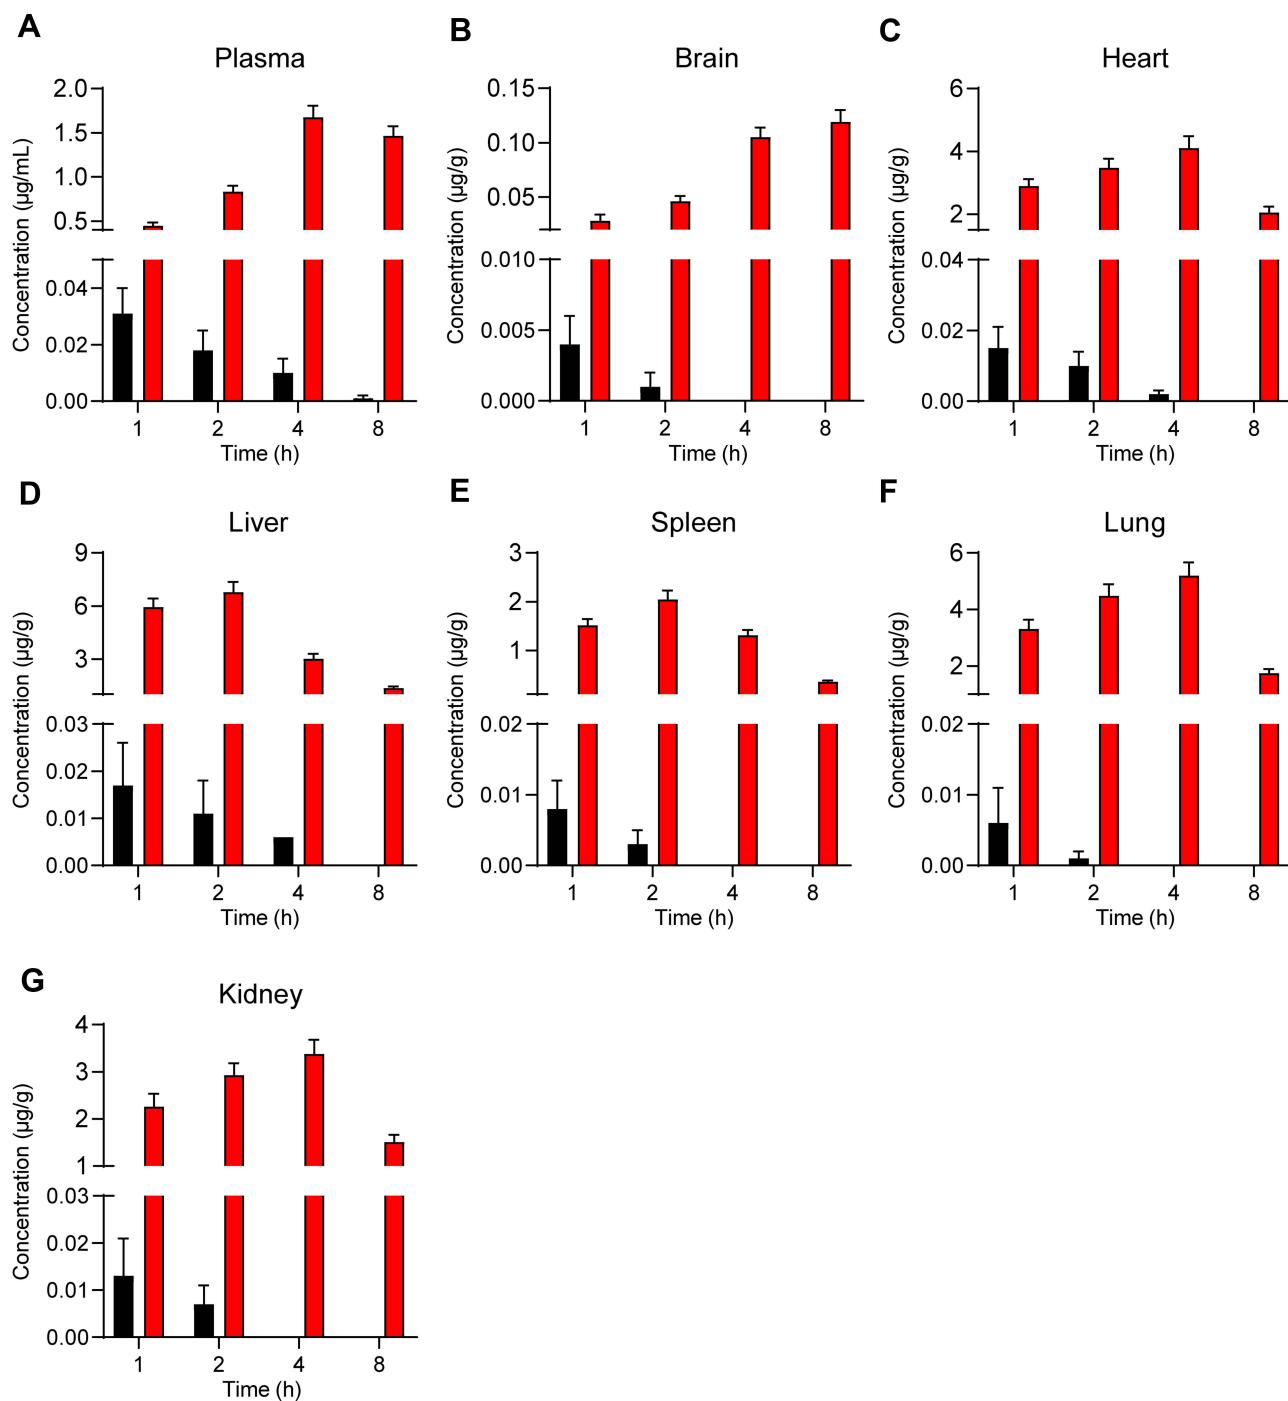 A
Plasma
Concentration (µg/mL)
2.0
1.5
1.0
0.5
0.04
0.02
0.00
1 2 4 8
Time (h)
B
Brain
Concentration (µg/g)
0.15
0.10
0.05
0.010
0.005
0.000
1 2 4 8
Time (h)
C
Heart
Concentration (µg/g)
6
4
2
0.04
0.02
0.00
1 2 4 8
Time (h)
D
Liver
Concentration (µg/g)
9
6
3
0.03
0.02
0.01
0.00
1 2 4 8
Time (h)
E
Spleen
Concentration (µg/g)
3
2
1
0.02
0.01
0.00
1 2 4 8
Time (h)
F
Lung
Concentration (µg/g)
6
4
2
0.02
0.01
0.00
1 2 4 8
Time (h)
G
Kidney
Concentration (µg/g)
4
3
2
1
0.03
0.02
0.01
0.00
1 2 4 8
Time (h)